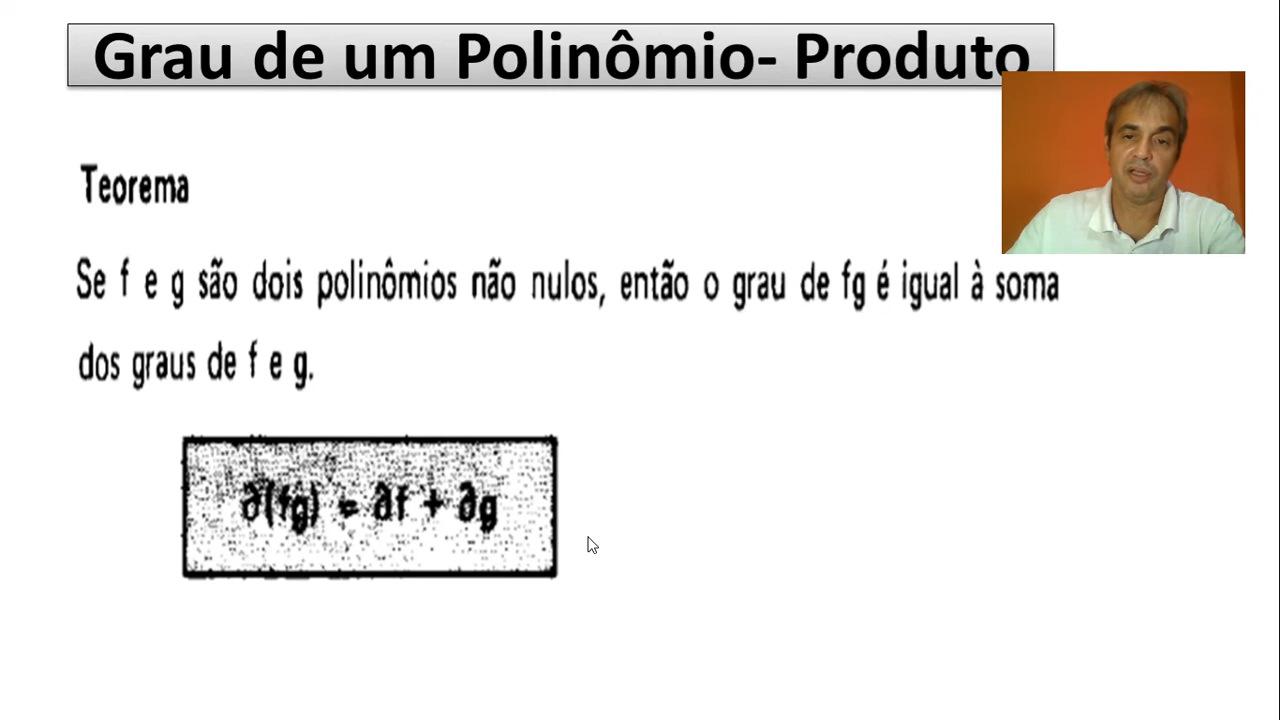 Grau de um Polinômio- Produto
Teorema
Se f e g são dois polinômios não nulos, então o grau de fg é igual à soma
dos graus de f e g.
∂(fg) = ∂f + ∂g